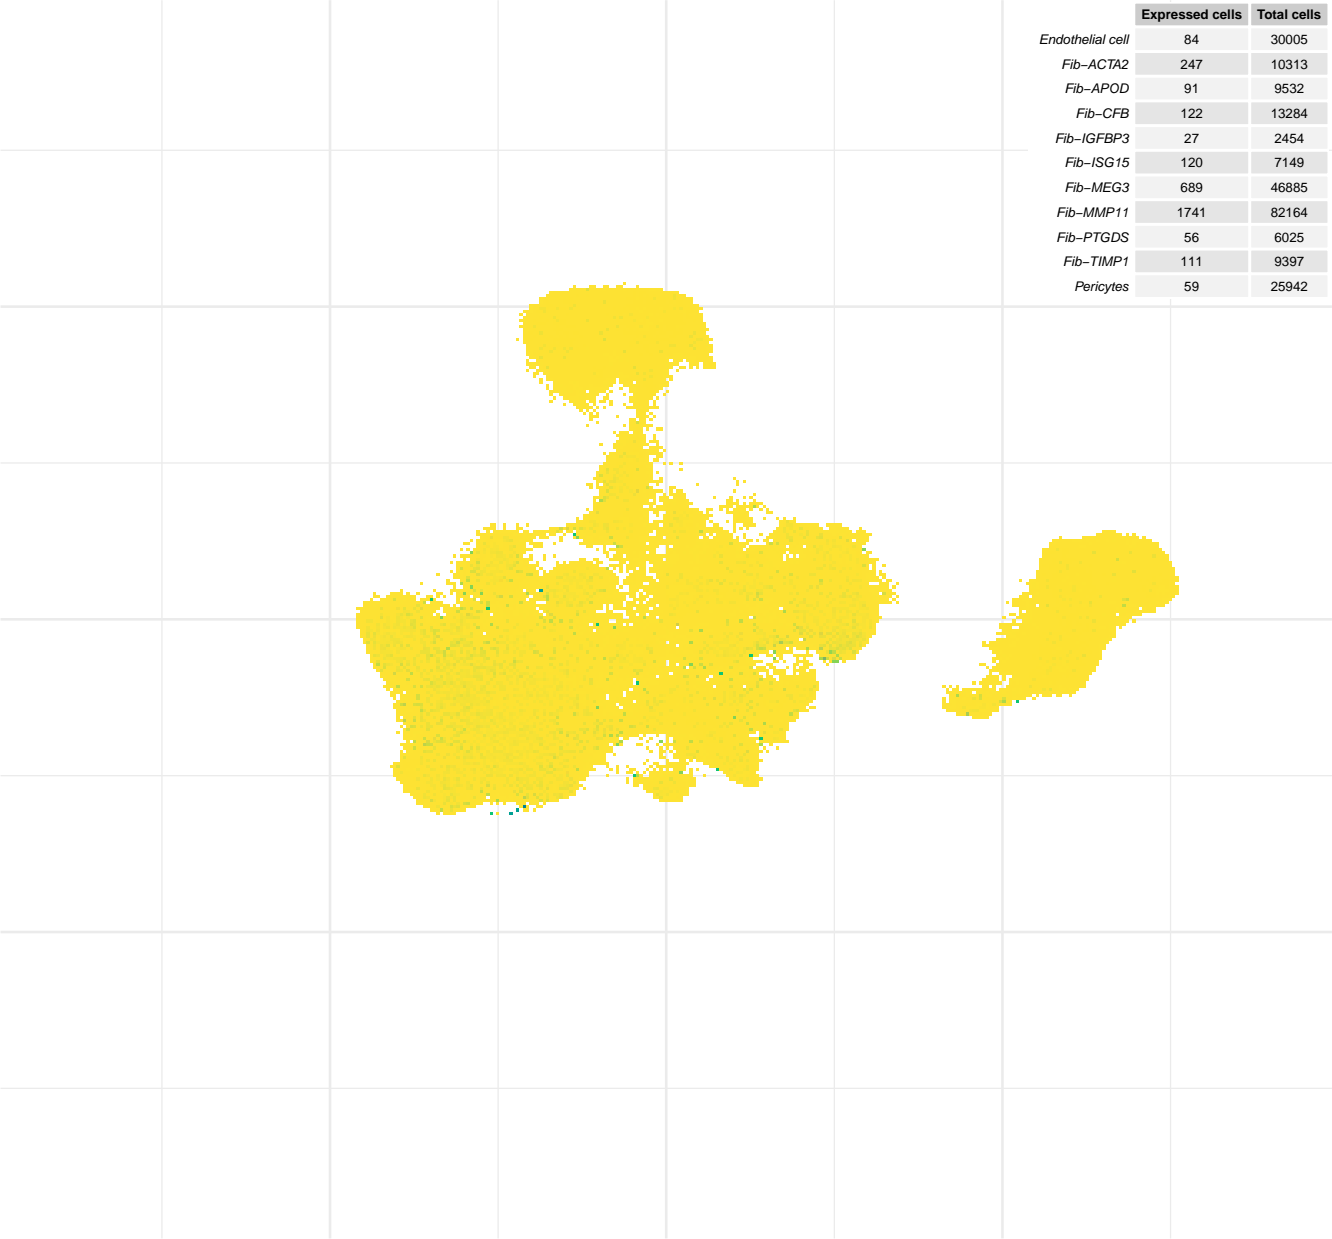 Expressed cells Total cells
Endothelial cell 84 30005
Fib−ACTA2 247 10313
Fib−APOD 91 9532
Fib−CFB 122 13284
Fib−IGFBP3 27 2454
Fib−ISG15 120 7149
Fib−MEG3 689 46885
Fib−MMP11 1741 82164
Fib−PTGDS 56 6025
Fib−TIMP1 111 9397
Pericytes 59 25942